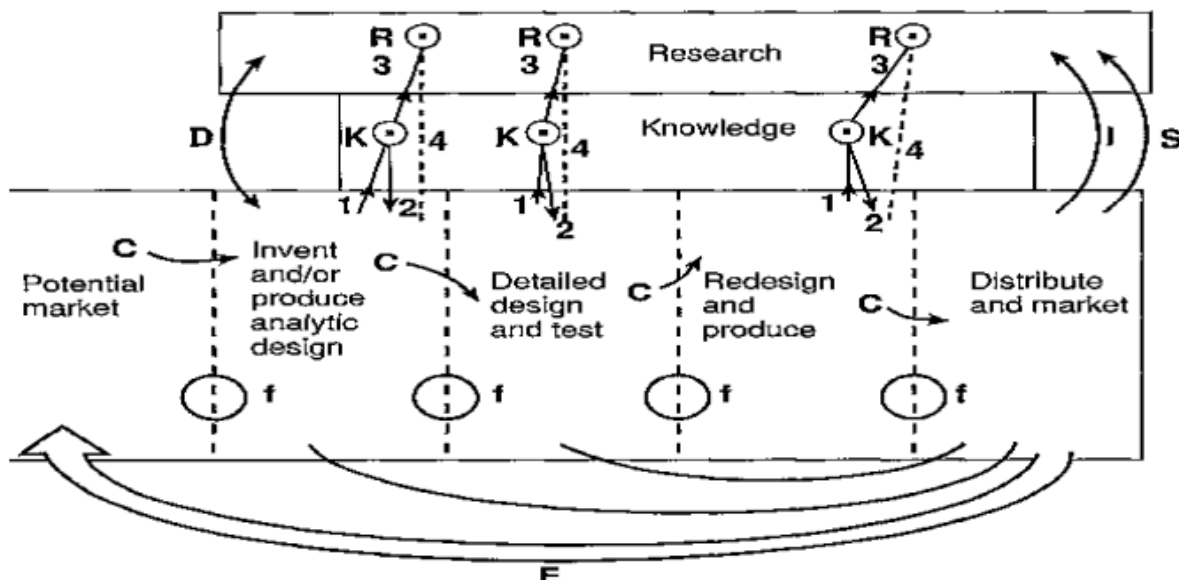 R R R
3 3 Research 3
D K 4 K 4 Knowledge K 4 I S
1 2 1 2 1 2
C Invent
and/or
produce
analytic
design
Potential
market
C Detailed
design
and test
C Redesign
and
produce
C Distribute
and market
f f f f
F